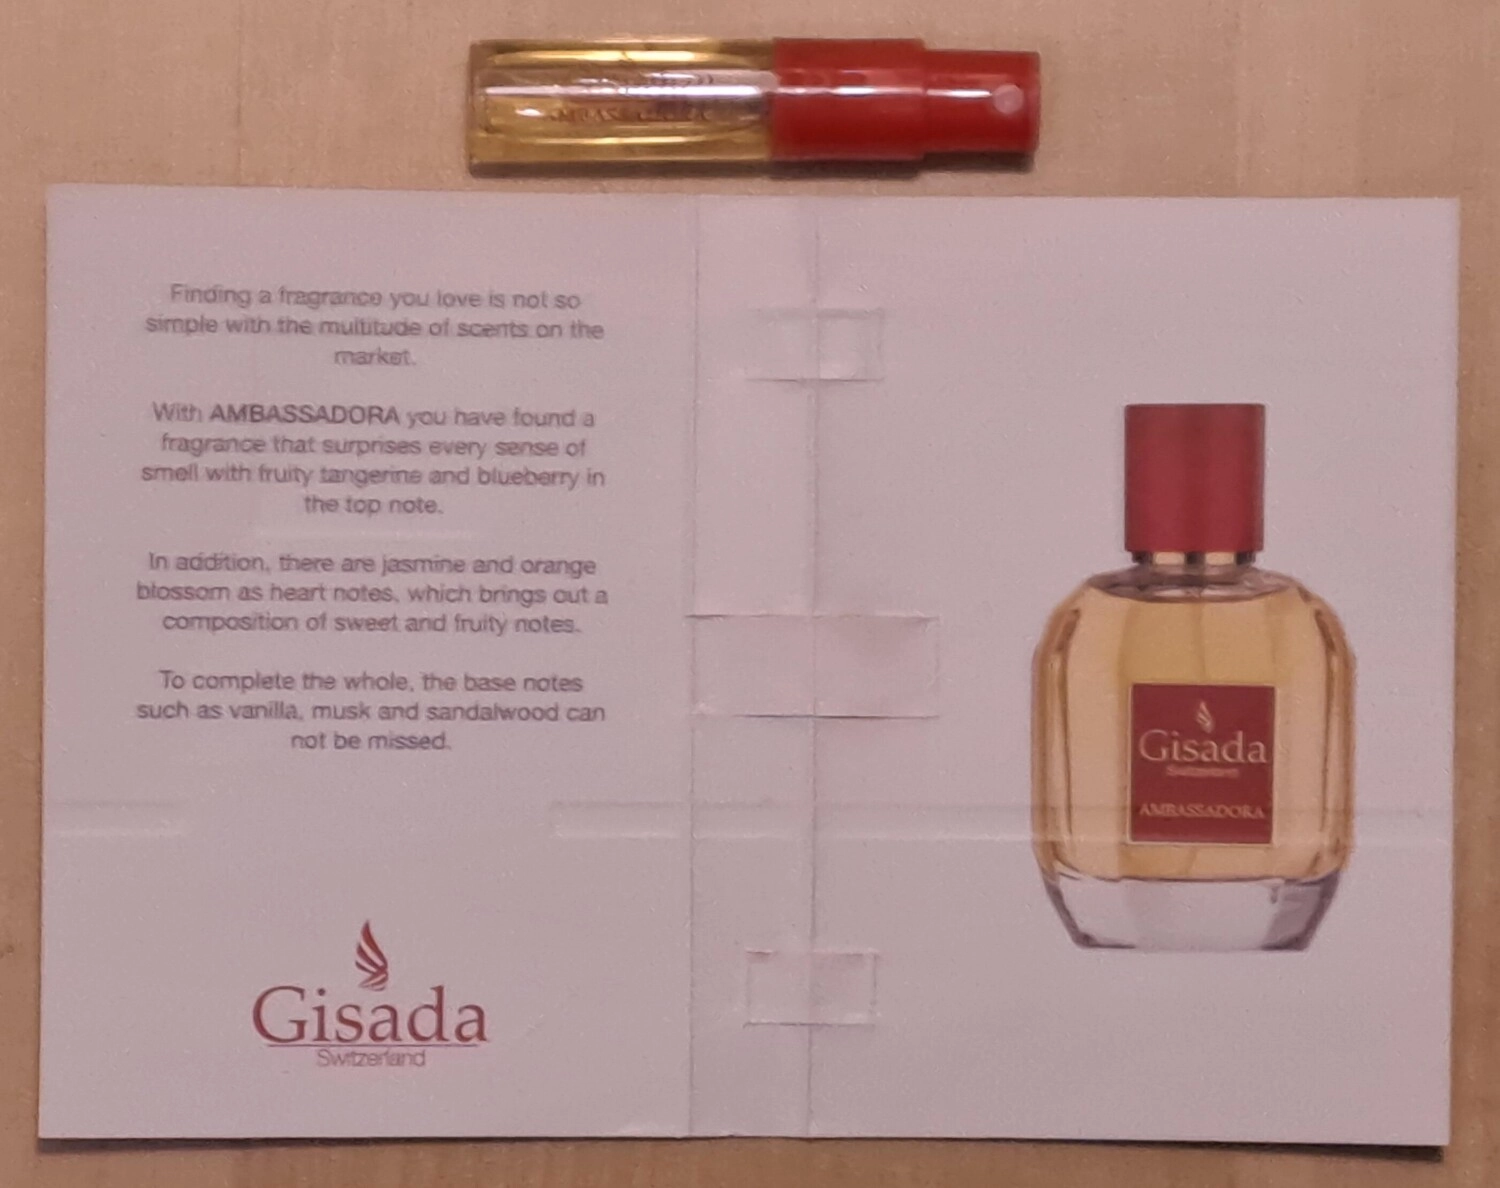 AMBASSADORA
Finding a fragrance you love is not so
simple with the multitude of scents on the
market.
With AMBASSADORA you have found a
fragrance that surprises every sense of
smell with fruity tangerine and blueberry in
the top note.
In addition, there are jasmine and orange
blossom as heart notes, which brings out a
composition of sweet and fruity notes.
To complete the whole, the base notes
such as vanilla, musk and sandalwood can
not be missed.
Gisada
Switzerland
Gisada
Switzerland
AMBASSADORA